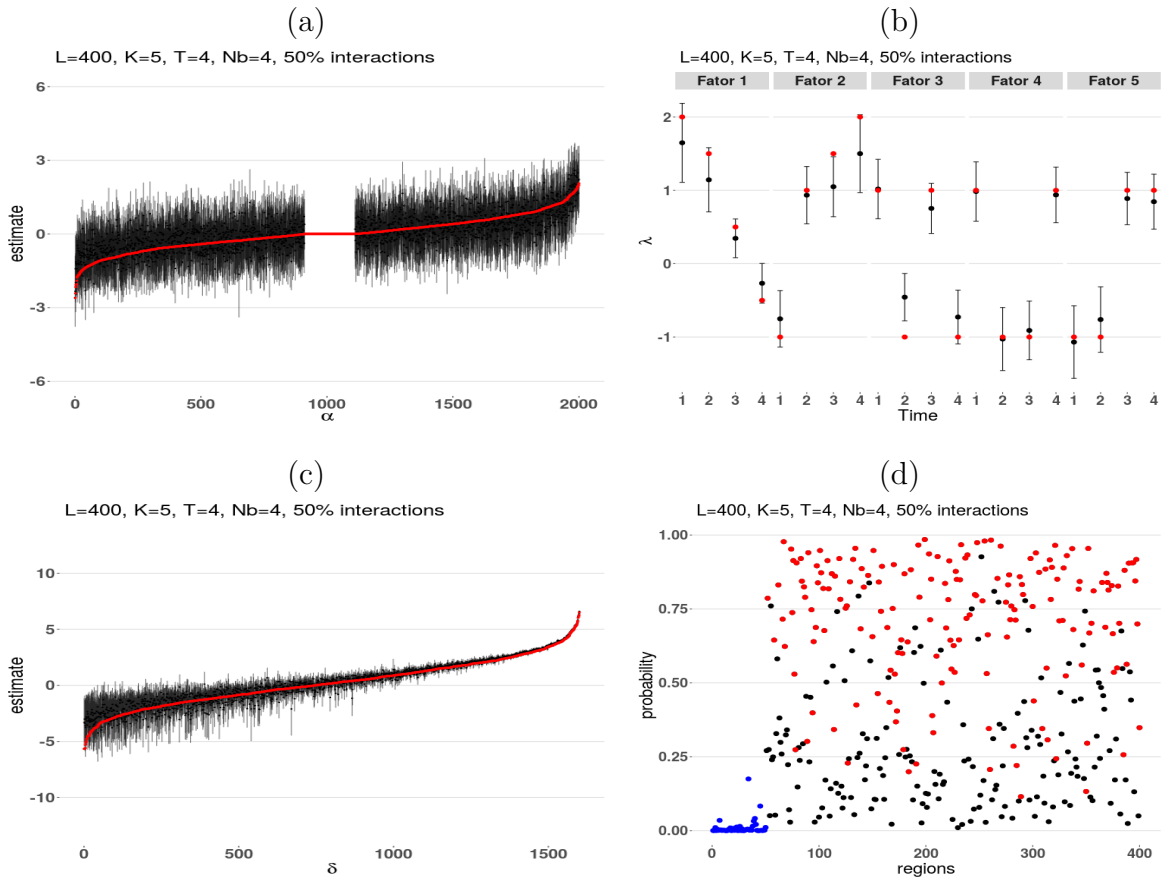 (a)
L=400, K=5, T=4, Nb=4, 50% interactions
6
3
0
-3
-6
estimate
0 500 1000 1500 2000
α
(b)
L=400, K=5, T=4, Nb=4, 50% interactions
Fator 1 Fator 2 Fator 3 Fator 4 Fator 5
2
1
0
-1
λ
1 2 3 4 1 2 3 4 1 2 3 4 1 2 3 4 1 2 3 4
Time
(c)
L=400, K=5, T=4, Nb=4, 50% interactions
10
5
0
-5
-10
estimate
0 500 1000 1500
δ
(d)
L=400, K=5, T=4, Nb=4, 50% interactions
1.00
0.75
0.50
0.25
0.00
probability
0 100 200 300 400
regions